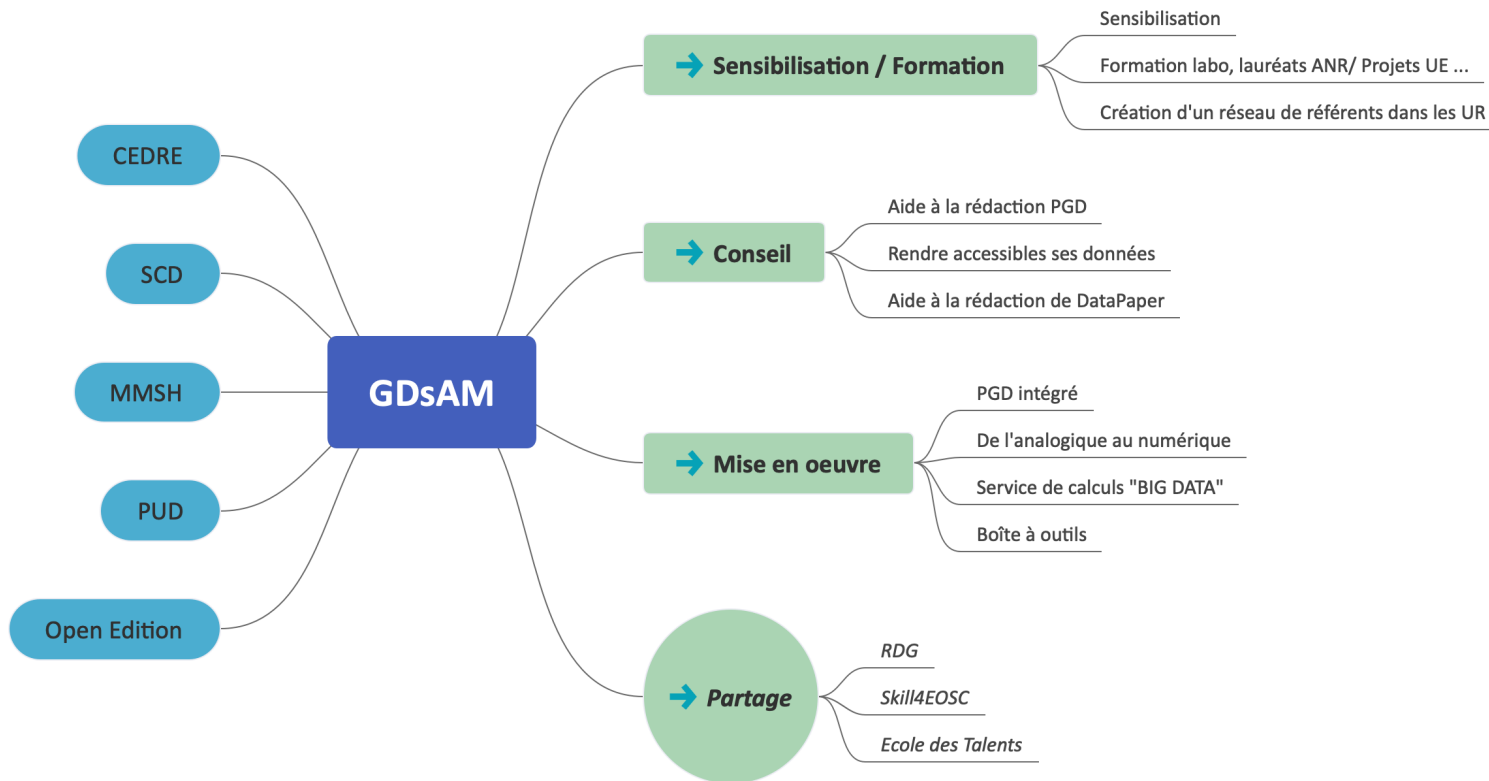 CEDRE
SCD
MMSH
PUD
Open Edition
GDsAM
Sensibilisation / Formation
Sensibilisation
Formation labo, lauréats ANR/ Projets UE ...
Création d'un réseau de référents dans les UR
Conseil
Aide à la rédaction PGD
Rendre accessibles ses données
Aide à la rédaction de DataPaper
Mise en oeuvre
PGD intégré
De l'analogique au numérique
Service de calculs "BIG DATA"
Boîte à outils
Partage
RDG
Skill4EOSC
Ecole des Talents